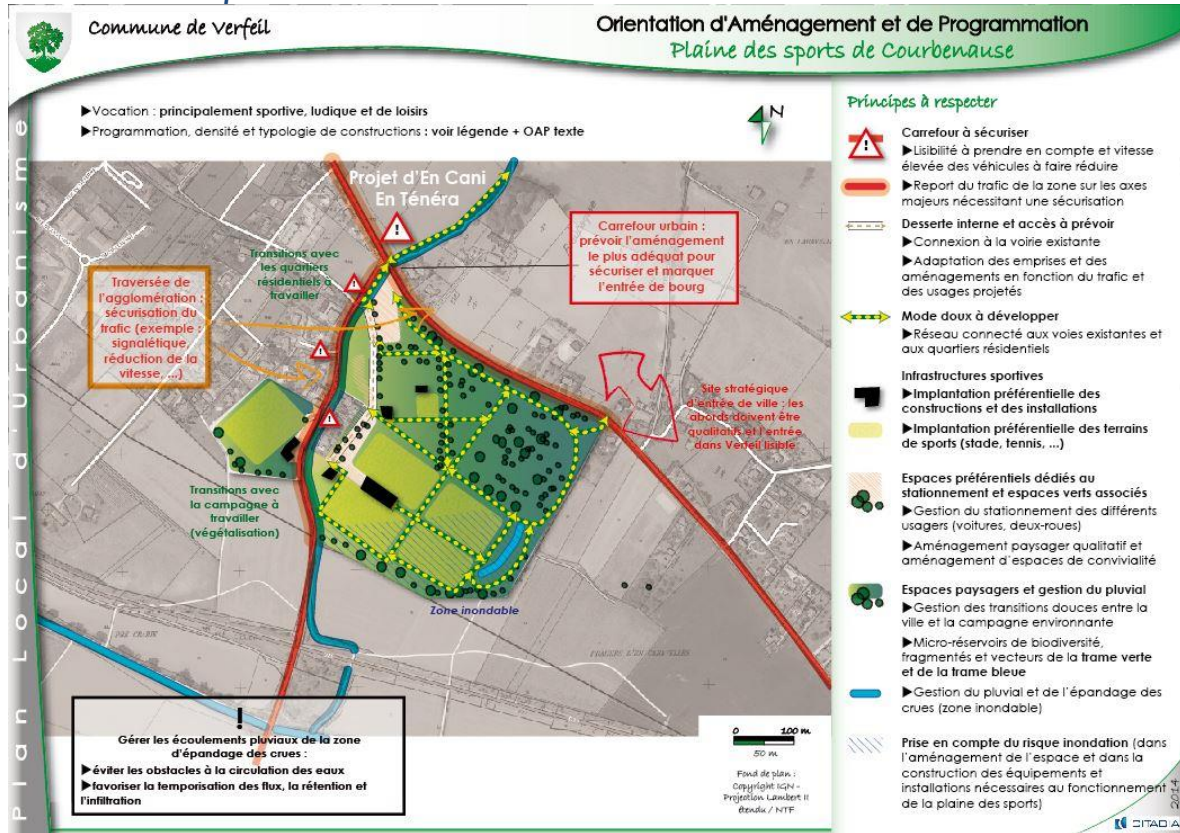 Commune de Verfeil
Orientation d'Aménagement et de Programmation
Plaine des sports de Courbenause
Plan Local d'Urbanisme
►Vocation : principalement sportive, ludique et de loisirs
►Programmation, densité et typologie de constructions : voir légende + OAP texte
N
Projet d'En Cani
En Ténéra
Transitions avec
les quartiers
résidentiels à
travailler
Carrefour urbain :
prévoir l'aménagement
le plus adéquat pour
sécuriser et marquer
l'entrée de bourg
Traversée de
l'agglomération :
sécurisation du
trafic (exemple :
signalétique,
réduction de la
vitesse, ...)
Site stratégique
d'entrée de ville : les
abords doivent être
qualitatifs et l'entrée
dans Verfeil lisible
Transitions avec
la campagne à
travailler
(végétalisation)
Zone inondable
!
Gérer les écoulements pluviaux de la zone
d'épandage des crues :
►éviter les obstacles à la circulation des eaux
►favoriser la temporisation des flux, la rétention et
l'infiltration
0 100 m
50 m
Fond de plan :
Copyright IGN -
Projection Lambert II
étendu / NTF
Principes à respecter
Carrefour à sécuriser
►Lisibilité à prendre en compte et vitesse
élevée des véhicules à faire réduire
►Report du trafic de la zone sur les axes
majeurs nécessitant une sécurisation
Desserte interne et accès à prévoir
►Connexion à la voirie existante
►Adaptation des emprises et des
aménagements en fonction du trafic et
des usages projetés
Mode doux à développer
►Réseau connecté aux voies existantes et
aux quartiers résidentiels
Infrastructures sportives
►Implantation préférentielle des
constructions et des installations
►Implantation préférentielle des terrains
de sports (stade, tennis, ...)
Espaces préférentiels dédiés au
stationnement et espaces verts associés
►Gestion du stationnement des différents
usagers (voitures, deux-roues)
►Aménagement paysager qualitatif et
aménagement d'espaces de convivialité
Espaces paysagers et gestion du pluvial
►Gestion des transitions douces entre la
ville et la campagne environnante
►Micro-réservoirs de biodiversité,
fragmentés et vecteurs de la trame verte
et de la trame bleue
►Gestion du pluvial et de l'épandage des
crues (zone inondable)
Prise en compte du risque inondation (dans
l'aménagement de l'espace et dans la
construction des équipements et
installations nécessaires au fonctionnement
de la plaine des sports)
2014
CITADIA